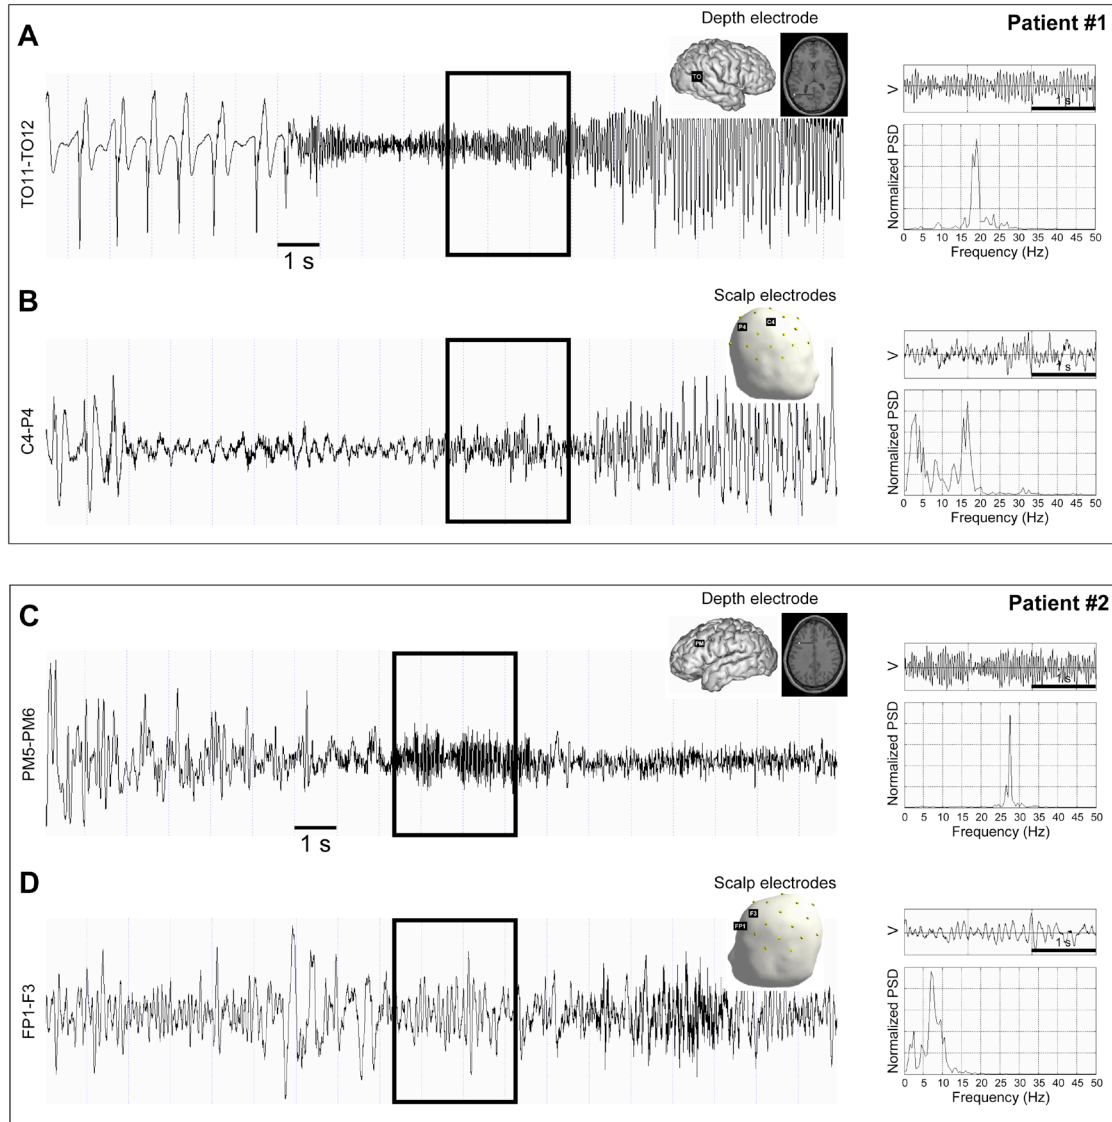 Patient #1
A
Depth electrode
TO
TO11-TO12
1 s
V
1 s
Normalized PSD
0 5 10 15 20 25 30 35 40 45 50
Frequency (Hz)
B
Scalp electrodes
P4 C4
C4-P4
V
1 s
Normalized PSD
0 5 10 15 20 25 30 35 40 45 50
Frequency (Hz)
Patient #2
C
Depth electrode
PM
PM5-PM6
1 s
V
1 s
Normalized PSD
0 5 10 15 20 25 30 35 40 45 50
Frequency (Hz)
D
Scalp electrodes
F3
FP1
FP1-F3
V
1 s
Normalized PSD
0 5 10 15 20 25 30 35 40 45 50
Frequency (Hz)